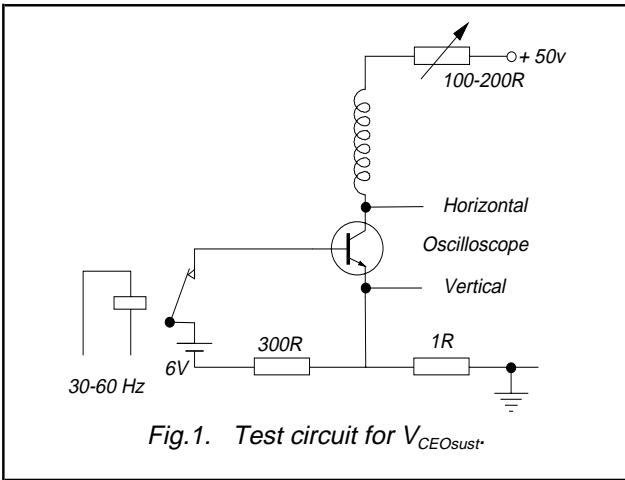 + 50v
100-200R
Horizontal
Oscilloscope
Vertical
300R
1R
6V
30-60 Hz
Fig.1. Test circuit for VCEOsust.